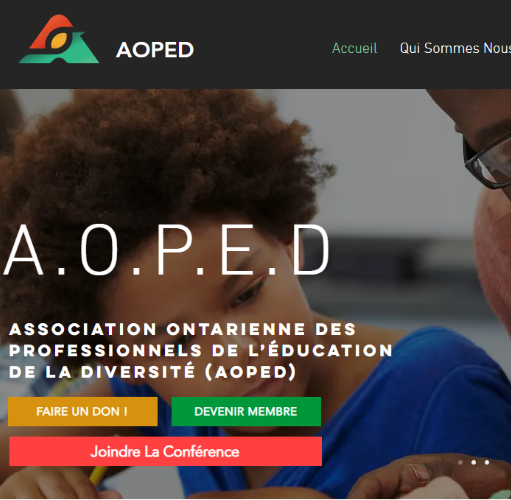 AOPED
Accueil Qui Sommes Nous
A.O.P.E.D
ASSOCIATION ONTARIENNE DES
PROFESSIONNELS DE L'ÉDUCATION
DE LA DIVERSITÉ (AOPED)
FAIRE UN DON ! DEVENIR MEMBRE
Joindre La Conférence